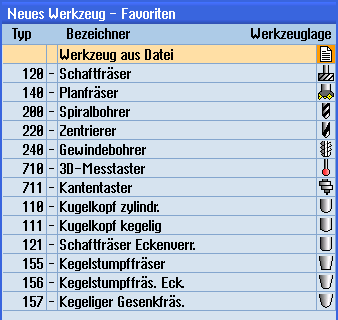 Neues Werkzeug - Favoriten
Typ Bezeichner Werkzeuglage
Werkzeug aus Datei
120 - Schaftfräser
140 - Planfräser
200 - Spiralbohrer
220 - Zentrierer
240 - Gewindebohrer
710 - 3D-Messtaster
711 - Kantentaster
110 - Kugelkopf zylindr.
111 - Kugelkopf kegelig
121 - Schaftfräser Eckenverr.
155 - Kegelstumpffräser
156 - Kegelstumpffräs. Eck.
157 - Kegeliger Gesenkfräs.